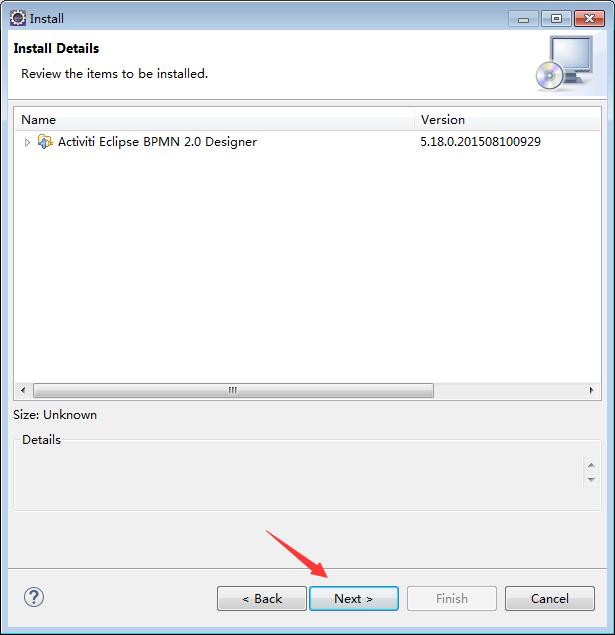 Install
Install Details
Review the items to be installed.
Name Version
Activiti Eclipse BPMN 2.0 Designer 5.18.0.201508100929
Size: Unknown
Details
? < Back Next > Finish Cancel